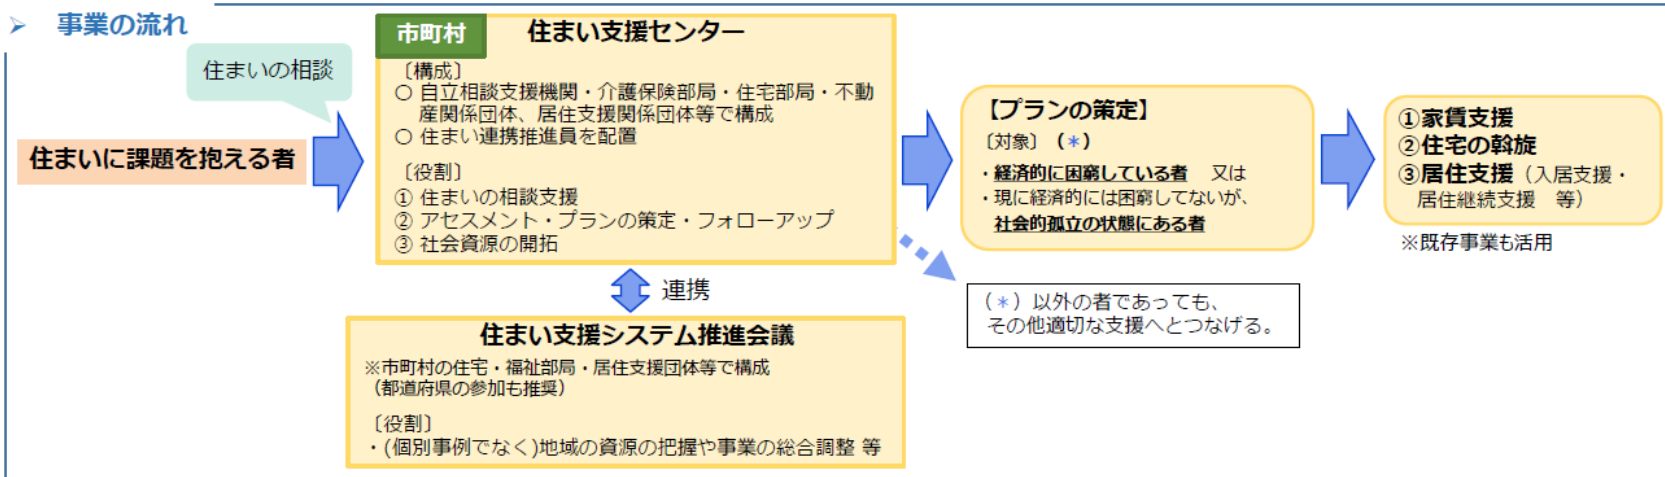 ➢ 事業の流れ
住まいの相談
住まいに課題を抱える者
市町村 住まい支援センター
〔構成〕
○ 自立相談支援機関・介護保険部局・住宅部局・不動
産関係団体、居住支援関係団体等で構成
○ 住まい連携推進員を配置
〔役割〕
① 住まいの相談支援
② アセスメント・プランの策定・フォローアップ
③ 社会資源の開拓
連携
住まい支援システム推進会議
※市町村の住宅・福祉部局・居住支援団体等で構成
（都道府県の参加も推奨）
〔役割〕
・(個別事例でなく)地域の資源の把握や事業の総合調整 等
【プランの策定】
〔対象〕（＊）
・経済的に困窮している者 又は
・現に経済的には困窮してないが、
社会的孤立の状態にある者
（＊）以外の者であっても、
その他適切な支援へとつなげる。
①家賃支援
②住宅の斡旋
③居住支援（入居支援・
居住継続支援 等）
※既存事業も活用